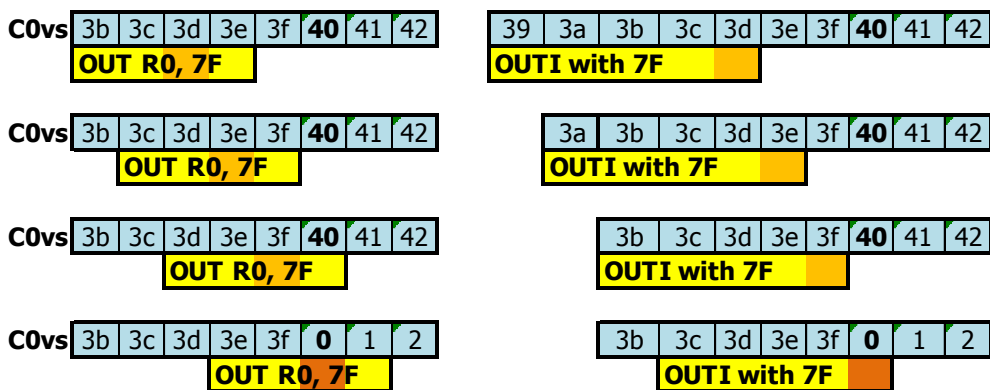 C0vs 3b 3c 3d 3e 3f 40 41 42 39 3a 3b 3c 3d 3e 3f 40 41 42
OUT R0, 7F OUTI with 7F
C0vs 3b 3c 3d 3e 3f 40 41 42 3a 3b 3c 3d 3e 3f 40 41 42
OUT R0, 7F OUTI with 7F
C0vs 3b 3c 3d 3e 3f 40 41 42 3b 3c 3d 3e 3f 40 41 42
OUT R0, 7F OUTI with 7F
C0vs 3b 3c 3d 3e 3f 0 1 2 3b 3c 3d 3e 3f 0 1 2
OUT R0, 7F OUTI with 7F